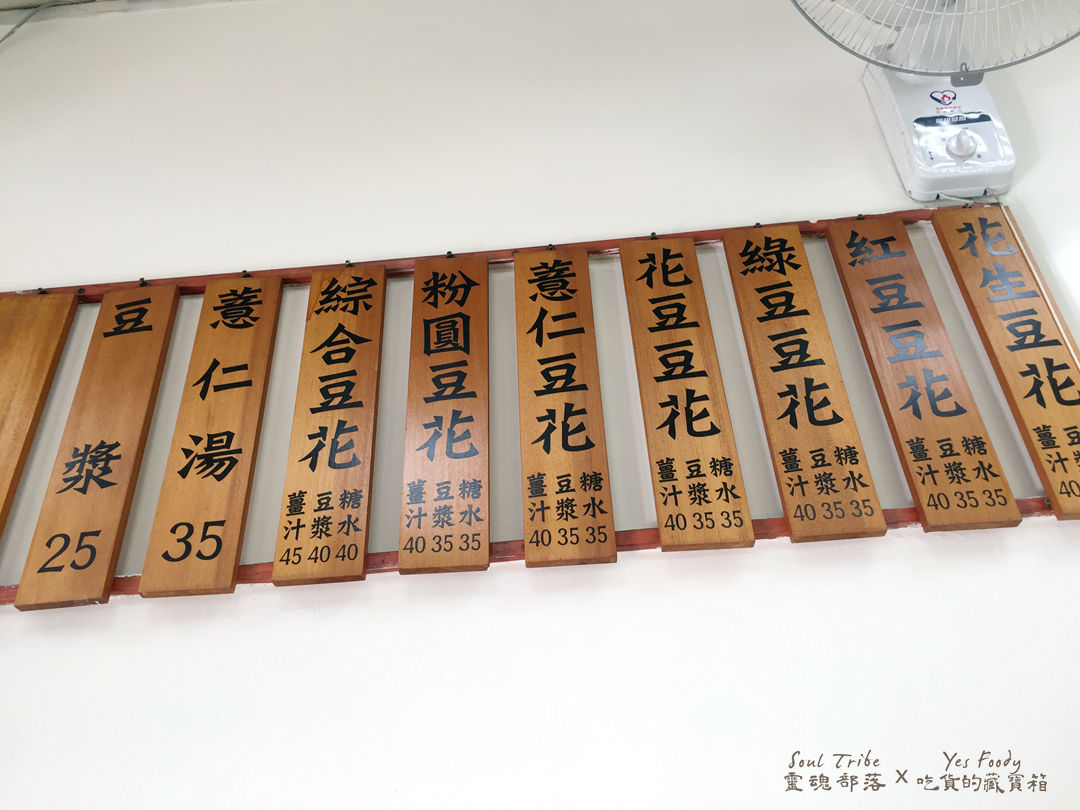 豆漿
25
薏仁湯
35
綜合豆花
薑汁 豆漿 糖水
45 40 40
粉圓豆花
薑汁 豆漿 糖水
40 35 35
薏仁豆花
薑汁 豆漿 糖水
40 35 35
花豆豆花
薑汁 豆漿 糖水
40 35 35
綠豆豆花
薑汁 豆漿 糖水
40 35 35
紅豆豆花
薑汁 豆漿 糖水
40 35 35
花生豆花
薑汁 豆
40
Soul Tribe
靈魂部落
x
Yes Foody
吃貨的藏寶箱